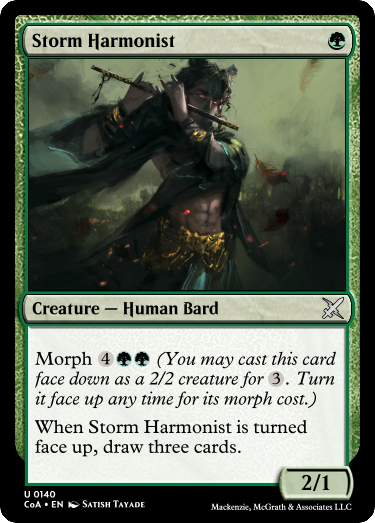 Storm Harmonist
Creature — Human Bard
Morph 4 (You may cast this card
face down as a 2/2 creature for 3. Turn
it face up any time for its morph cost.)
When Storm Harmonist is turned
face up, draw three cards.
2/1
U 0140
CoA • EN Satish Tayade
Mackenzie, McGrath & Associates LLC